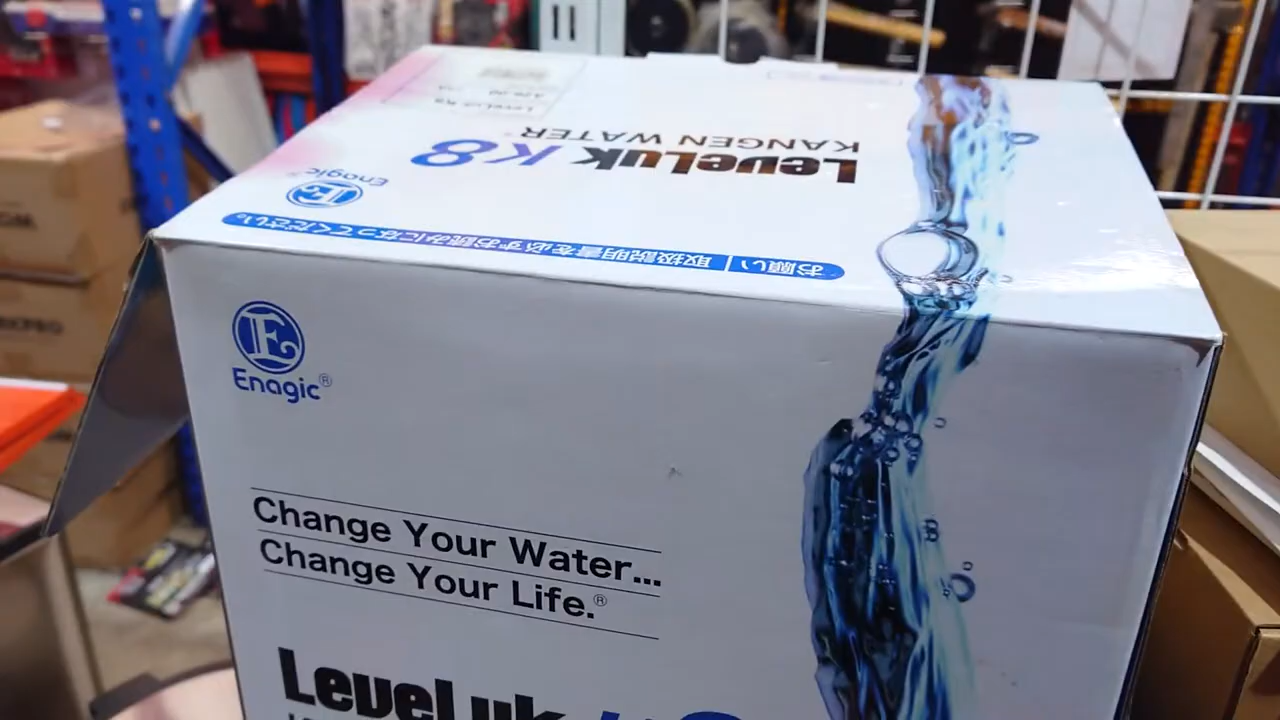 LeveLuk K8
KANGEN WATER®
Enagic®
お願い | 取扱説明書を必ずお読みになってください。
E
Enagic®
Change Your Water...
Change Your Life.®
LeveLuk